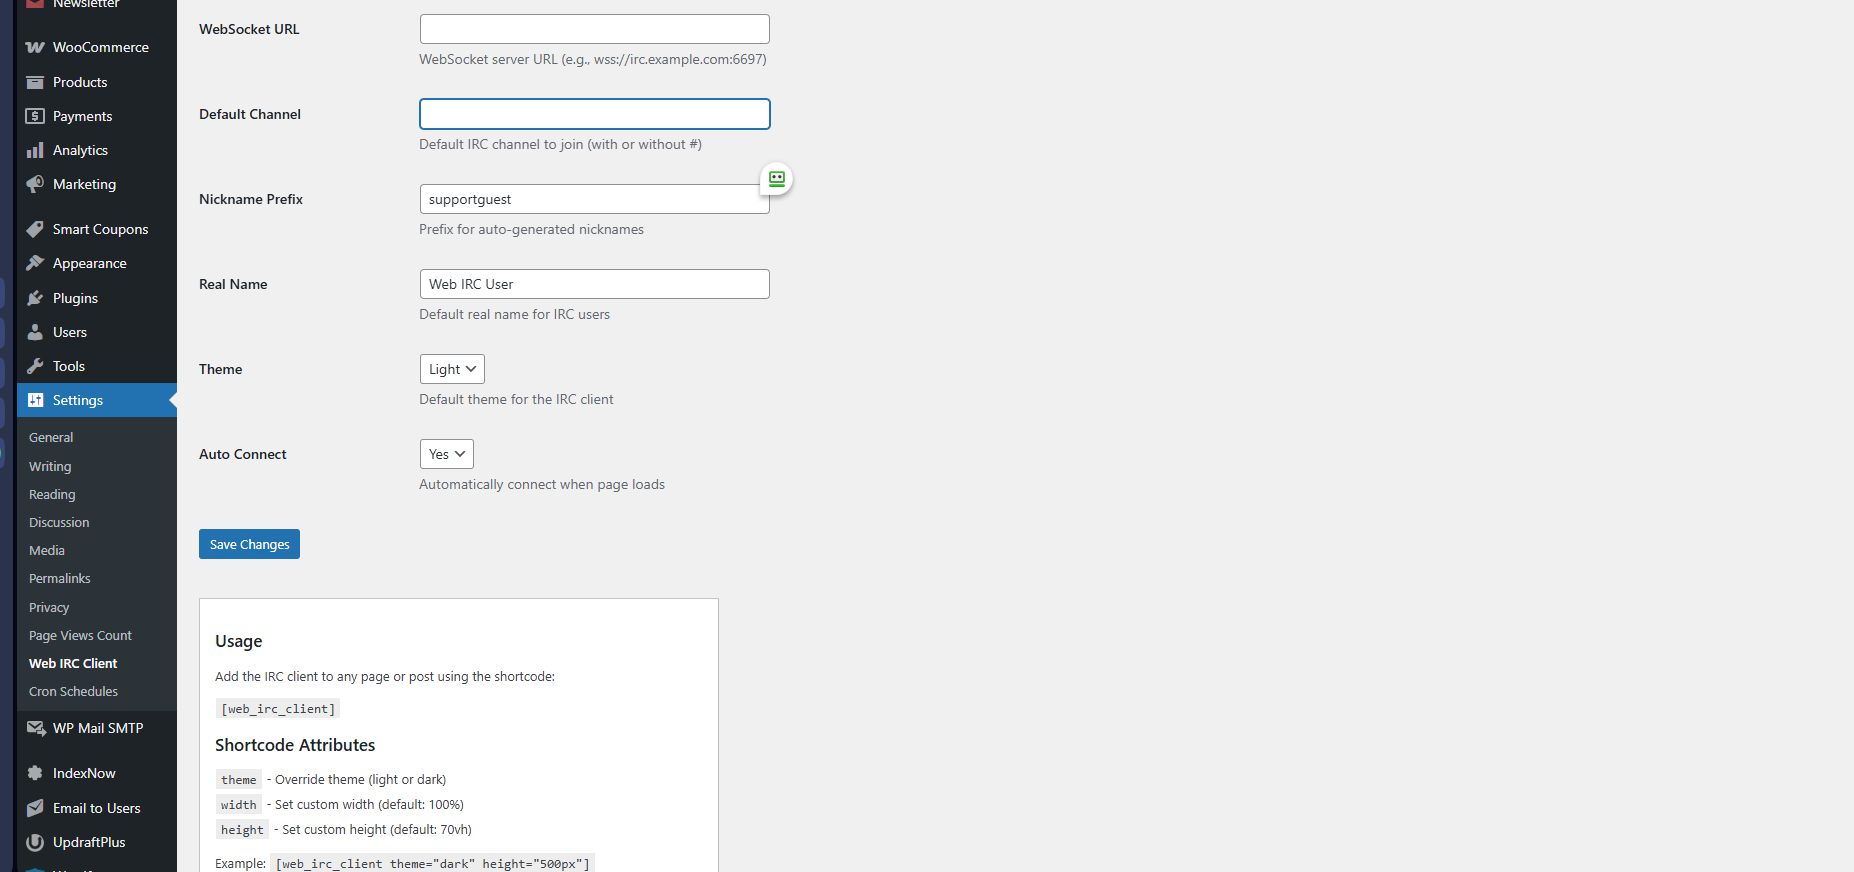 Newsletter
WooCommerce
Products
Payments
Analytics
Marketing
Smart Coupons
Appearance
Plugins
Users
Tools
Settings
General
Writing
Reading
Discussion
Media
Permalinks
Privacy
Page Views Count
Web IRC Client
Cron Schedules
WP Mail SMTP
IndexNow
Email to Users
UpdraftPlus
WebSocket URL
WebSocket server URL (e.g., wss://irc.example.com:6697)
Default Channel
Default IRC channel to join (with or without #)
Nickname Prefix
supportguest
Prefix for auto-generated nicknames
Real Name
Web IRC User
Default real name for IRC users
Theme
Light
Default theme for the IRC client
Auto Connect
Yes
Automatically connect when page loads
Save Changes
Usage
Add the IRC client to any page or post using the shortcode:
[web_irc_client]
Shortcode Attributes
theme - Override theme (light or dark)
width - Set custom width (default: 100%)
height - Set custom height (default: 70vh)
Example: [web_irc_client theme="dark" height="500px"]